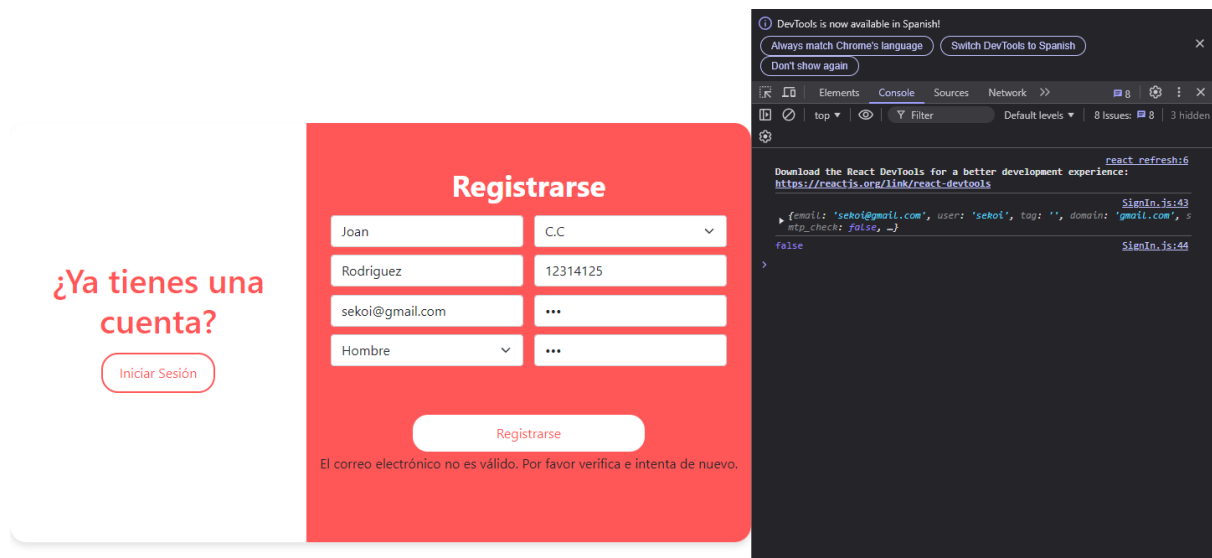 ¿Ya tienes una
cuenta?
Iniciar Sesión
Registrarse
Joan
C.C
Rodriguez
12314125
sekoi@gmail.com
•••
Hombre
•••
Registrarse
El correo electrónico no es válido. Por favor verifica e intenta de nuevo.
DevTools is now available in Spanish!
Always match Chrome's language
Switch DevTools to Spanish
Don't show again
Elements Console Sources Network
8
top
Filter
Default levels
8 Issues: 8
3 hidden
react refresh:6
Download the React DevTools for a better development experience:
https://reactjs.org/link/react-devtools
SignIn.js:43
{email: 'sekoi@gmail.com', user: 'sekoi', tag: '', domain: 'gmail.com', s
mtp_check: false, …}
false
SignIn.js:44